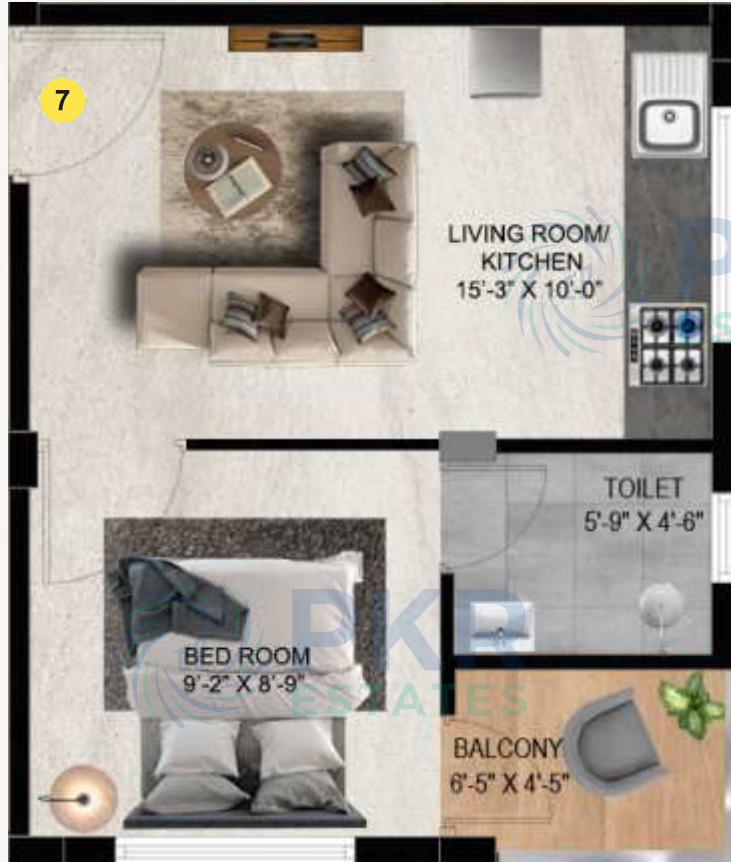 7
LIVING ROOM/
KITCHEN
15'-3" X 10'-0"
TOILET
5'-9" X 4'-6"
PKR
ESTATES
BED ROOM
9'-2" X 8'-9"
BALCONY
6'-5" X 4'-5"